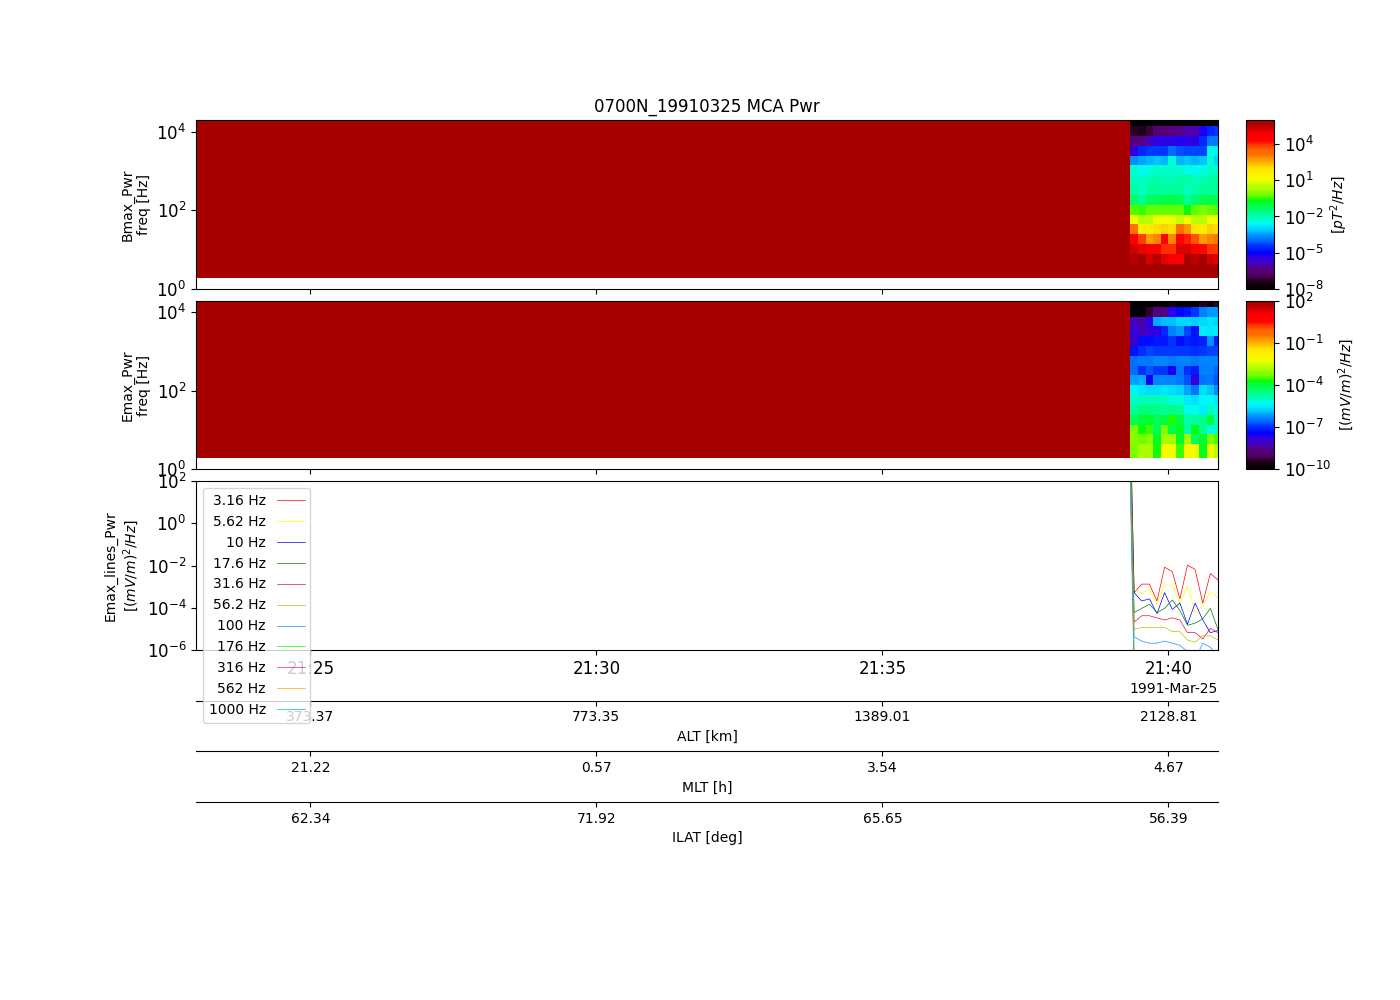 0700N_19910325 MCA Pwr
Bmax_Pwr
freq [Hz]
10^4
10^2
10^0
10^4
10^1
10^-2
10^-5
10^-8
[pT^2/Hz]
Emax_Pwr
freq [Hz]
10^4
10^2
10^0
10^2
10^-1
10^-4
10^-7
10^-10
[(mV/m)^2/Hz]
Emax_lines_Pwr
[(mV/m)^2/Hz]
10^2
10^0
10^-2
10^-4
10^-6
3.16 Hz
5.62 Hz
10 Hz
17.6 Hz
31.6 Hz
56.2 Hz
100 Hz
176 Hz
316 Hz
562 Hz
1000 Hz
21:25 21:30 21:35 21:40
1991-Mar-25
373.37 773.35 1389.01 2128.81
ALT [km]
21.22 0.57 3.54 4.67
MLT [h]
62.34 71.92 65.65 56.39
ILAT [deg]